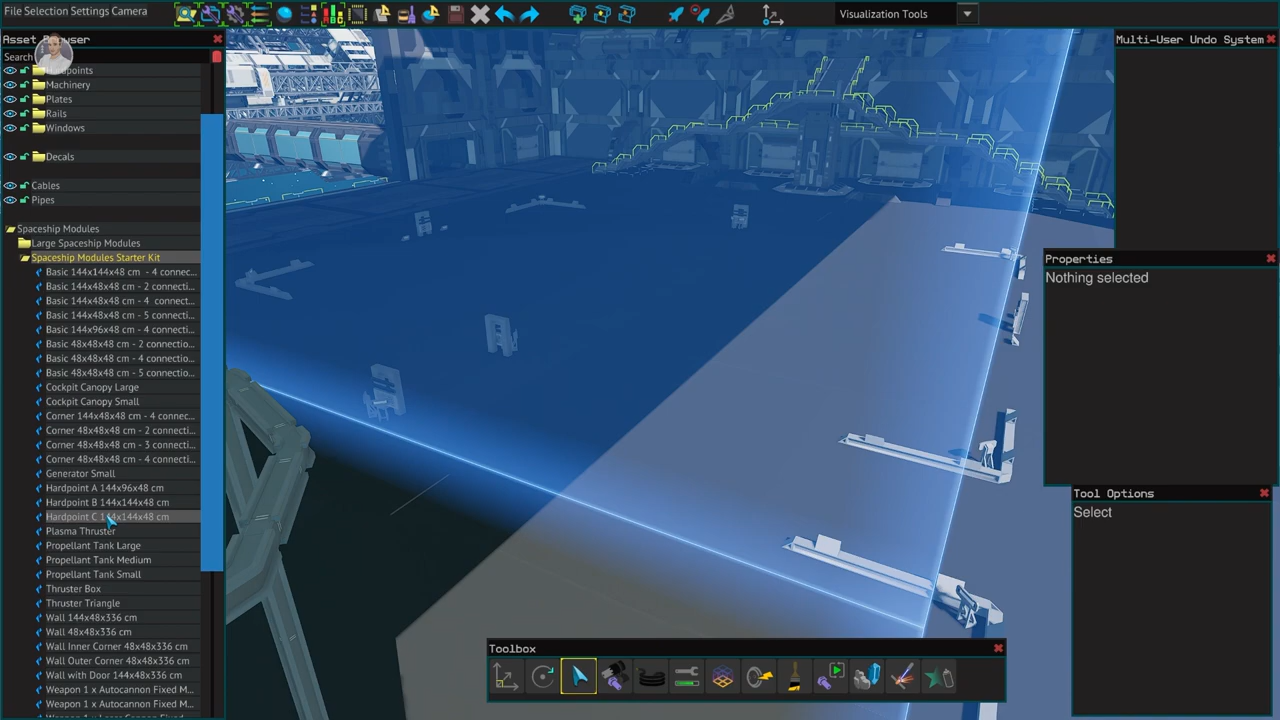 File Selection Settings Camera
Visualization Tools
Asset Browser
Search
Machinery
Plates
Rails
Windows
Decals
Cables
Pipes
Spaceship Modules
Large Spaceship Modules
Spaceship Modules Starter Kit
Basic 144x144x48 cm - 4 connec...
Basic 144x48x48 cm - 2 connecti...
Basic 144x48x48 cm - 4 connecti...
Basic 144x48x48 cm - 5 connecti...
Basic 144x96x48 cm - 4 connecti...
Basic 48x48x48 cm - 2 connectio...
Basic 48x48x48 cm - 4 connectio...
Basic 48x48x48 cm - 5 connectio...
Cockpit Canopy Large
Cockpit Canopy Small
Corner 144x48x48 cm - 4 connec...
Corner 48x48x48 cm - 2 connecti...
Corner 48x48x48 cm - 3 connecti...
Corner 48x48x48 cm - 4 connecti...
Generator Small
Hardpoint A 144x96x48 cm
Hardpoint B 144x144x48 cm
Hardpoint C 144x144x48 cm
Plasma Thruster
Propellant Tank Large
Propellant Tank Medium
Propellant Tank Small
Thruster Box
Thruster Triangle
Wall 144x48x336 cm
Wall 48x48x336 cm
Wall Inner Corner 48x48x336 cm
Wall Outer Corner 48x48x336 cm
Wall with Door 144x48x336 cm
Weapon 1 x Autocannon Fixed M...
Weapon 1 x Autocannon Fixed M...
Multi-User Undo System
Properties
Nothing selected
Tool Options
Select
Toolbox